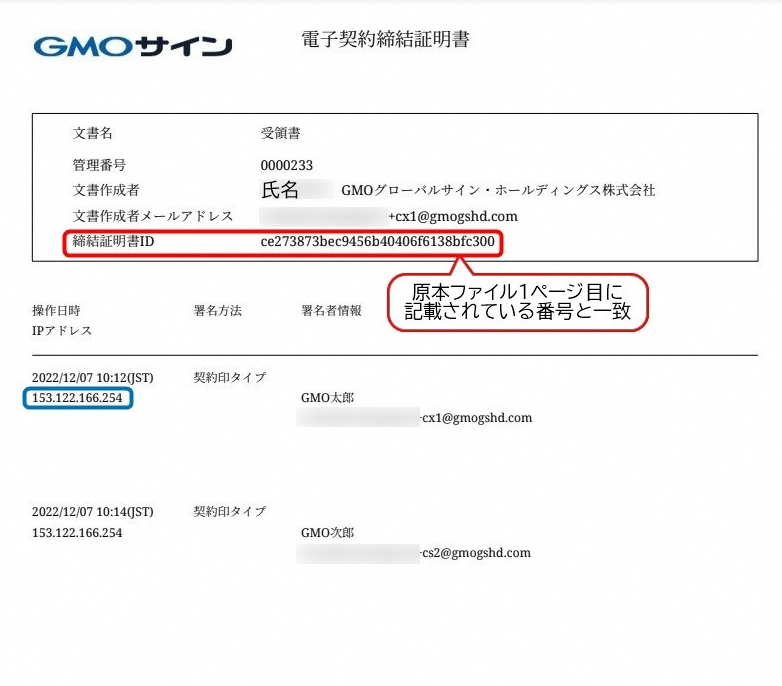 GMOサイン
電子契約締結証明書
文書名 受領書
管理番号 0000233
文書作成者 氏名 GMOグローバルサイン・ホールディングス株式会社
文書作成者メールアドレス +cx1@gmogshd.com
締結証明書ID ce273873bec9456b40406f6138bfc300
原本ファイル1ページ目に
記載されている番号と一致
操作日時 署名方法 署名者情報
IPアドレス
2022/12/07 10:12(JST) 契約印タイプ
153.122.166.254 GMO太郎
-cx1@gmogshd.com
2022/12/07 10:14(JST) 契約印タイプ
153.122.166.254 GMO次郎
-cs2@gmogshd.com